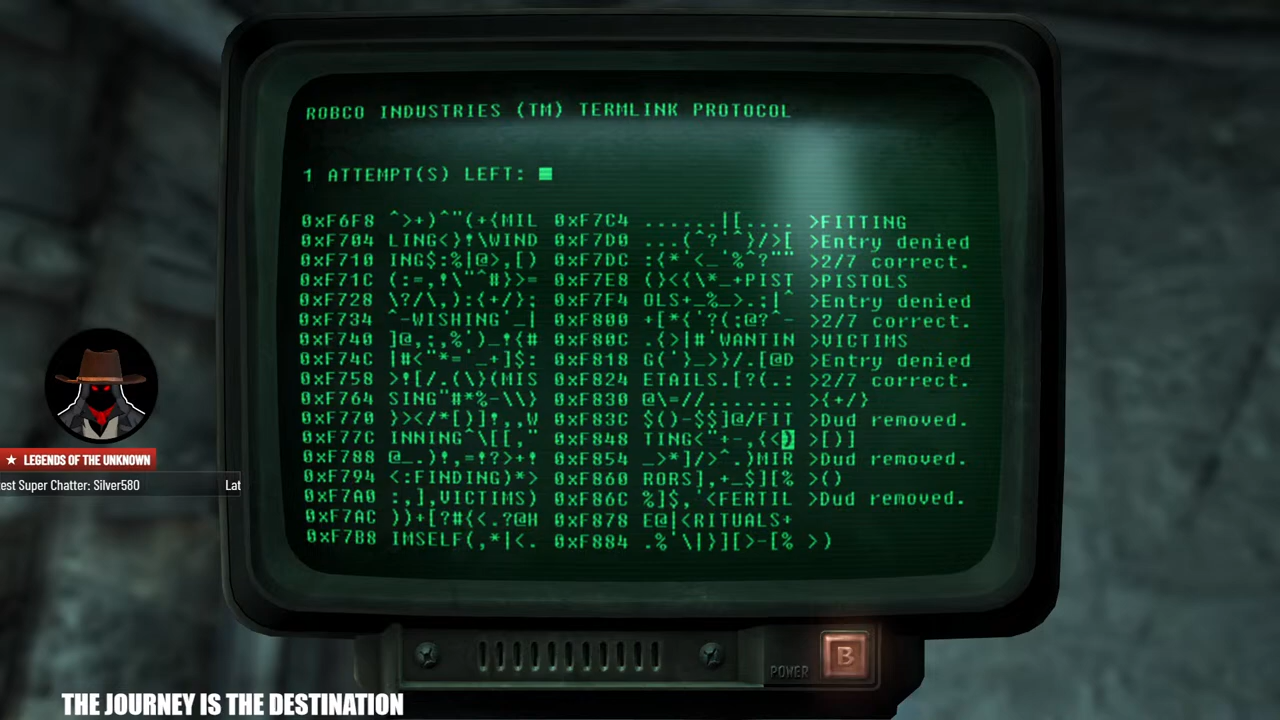 ROBCO INDUSTRIES (TM) TERMLINK PROTOCOL
1 ATTEMPT(S) LEFT:
0xF6F8 ^>+)^"(+{MIL 0xF7C4 ......|[.... >FITTING
0xF704 LING<}!\WIND 0xF7D0 ...(^?'^}/>[ >Entry denied
0xF710 ING$:%|@>,[) 0xF7DC :{*'<_'%^?"" >2/7 correct.
0xF71C (:=,!\"^#}>= 0xF7E8 (}<{\*_+PIST >PISTOLS
0xF728 \?/\,):{+/}; 0xF7F4 OLS+_%_>.:|^ >Entry denied
0xF734 ^-WISHING'_| 0xF800 +[*{'?(;@?^- >2/7 correct.
0xF740 ]@,:,%')_!{# 0xF80C .{>|#'WANTIN >VICTIMS
0xF74C |#<"*='_+]$: 0xF818 G('}_>}/.[@D >Entry denied
0xF758 >![/.(\}(MIS 0xF824 ETAILS.[?(.. >2/7 correct.
0xF764 SING"#*%-\\} 0xF830 @\=//....... >{+/}
0xF770 }></*[)]!,,W 0xF83C $()-$$]@/FIT >Dud removed.
0xF77C INNING^\[[," 0xF848 TING<"+-,{<} >[)]
0xF788 @_.)!,=!?>+! 0xF854 _>*]/>^.)MIR >Dud removed.
0xF794 <:FINDING)*> 0xF860 RORS],+_$][% >()
0xF7A0 :,],VICTIMS) 0xF86C %]$,'<FERTIL >Dud removed.
0xF7AC ))+[?#{<.?@H 0xF878 E@|<RITUALS+
0xF7B8 IMSELF(,*|<. 0xF884 .%'\|}][>-[% >)
LEGENDS OF THE UNKNOWN
est Super Chatter: Silver580 Lat
POWER B
THE JOURNEY IS THE DESTINATION